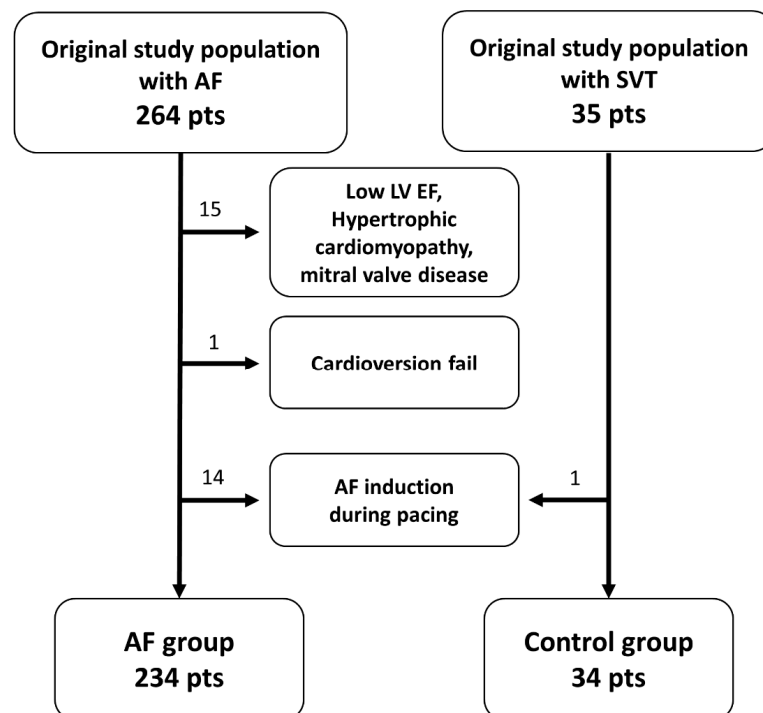 Original study population
with AF
264 pts
Original study population
with SVT
35 pts
15
Low LV EF,
Hypertrophic
cardiomyopathy,
mitral valve disease
1
Cardioversion fail
14
AF induction
during pacing
1
AF group
234 pts
Control group
34 pts